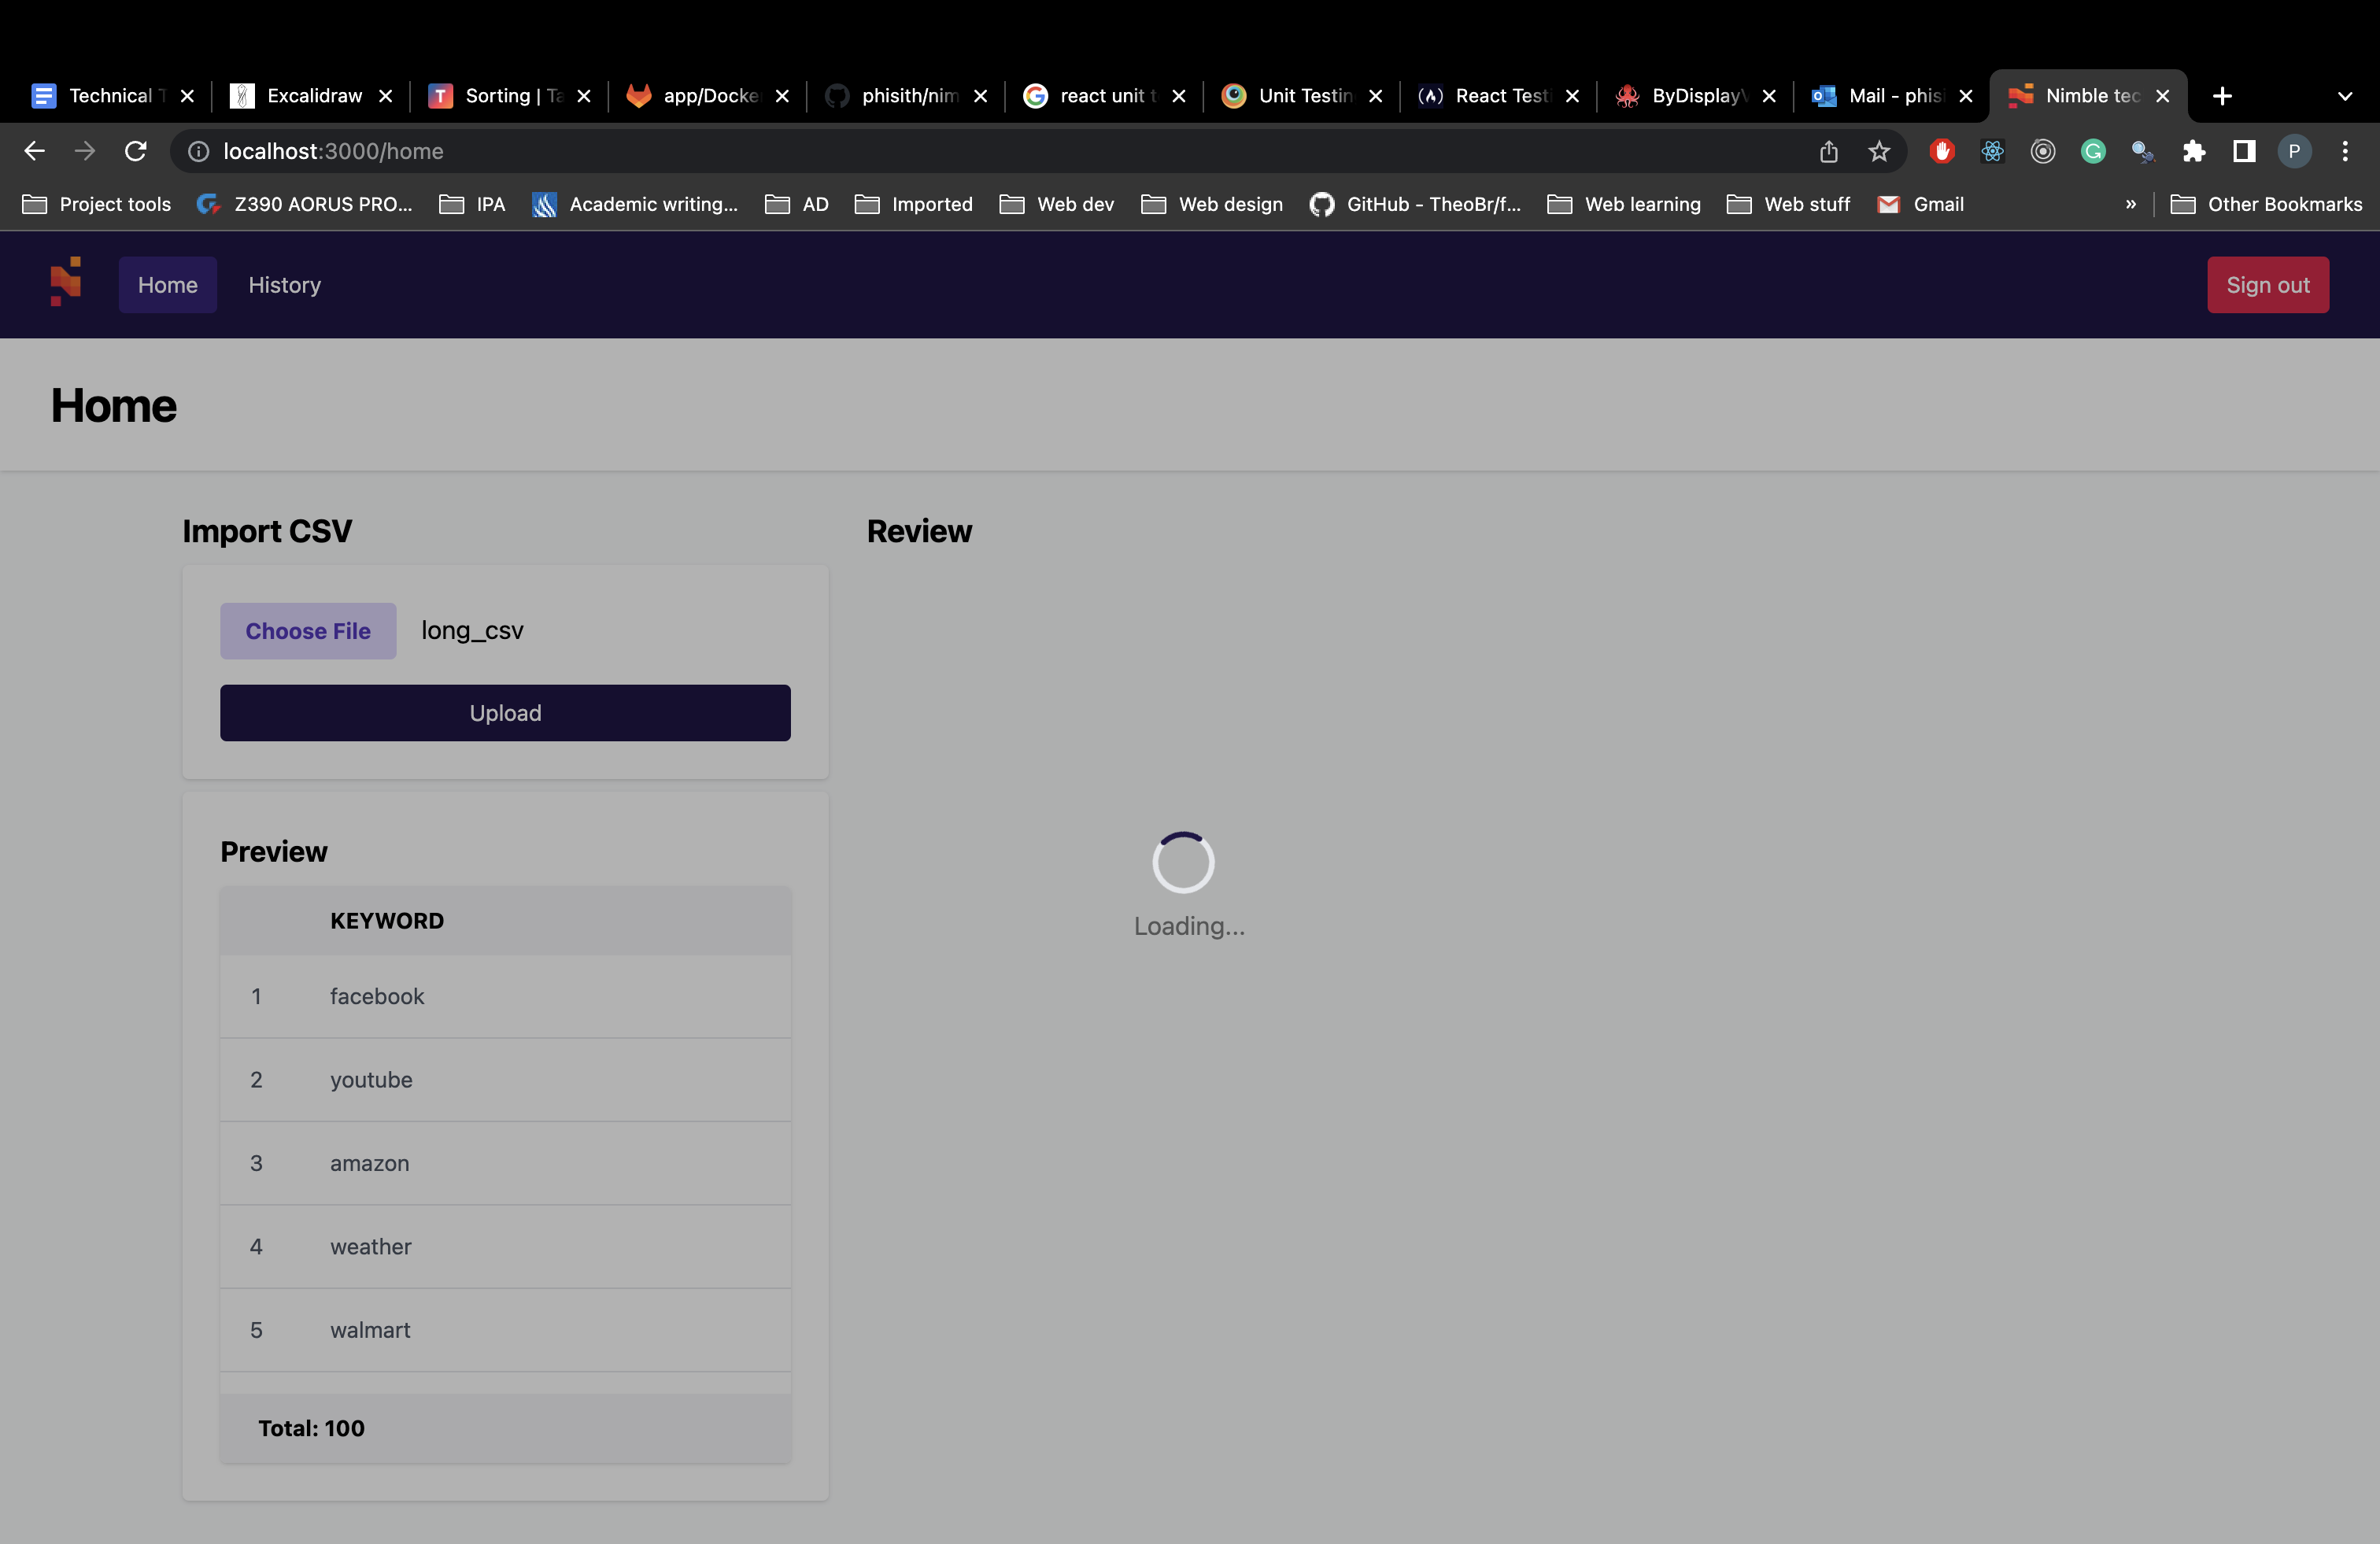 Technical T Excalidraw Sorting | Ta app/Docke phisith/nim react unit t Unit Testin React Testi ByDisplayV Mail - phisi Nimble tec
localhost:3000/home P
Project tools Z390 AORUS PRO... IPA Academic writing... AD Imported Web dev Web design GitHub - TheoBr/f... Web learning Web stuff Gmail » Other Bookmarks
Home History Sign out
Home
Import CSV
Review
Choose File long_csv
Upload
Preview
KEYWORD
1 facebook
2 youtube
3 amazon
4 weather
5 walmart
Total: 100
Loading...